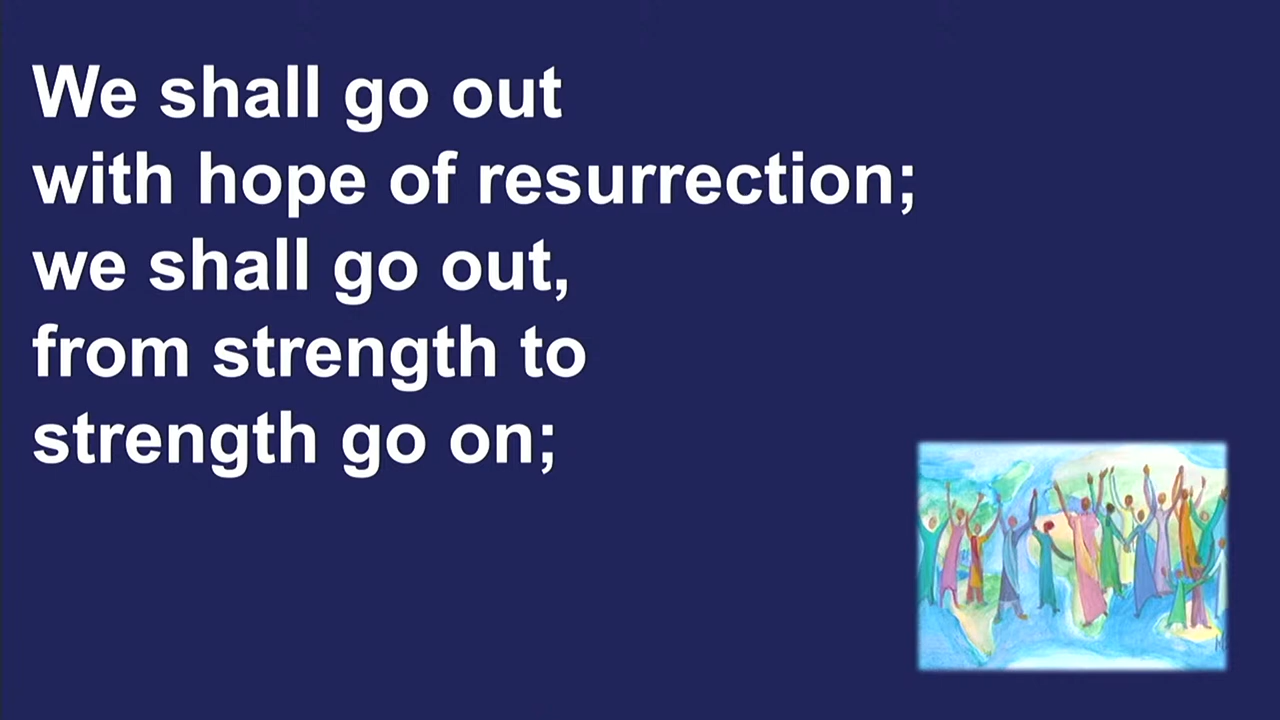 We shall go out
with hope of resurrection;
we shall go out,
from strength to
strength go on;